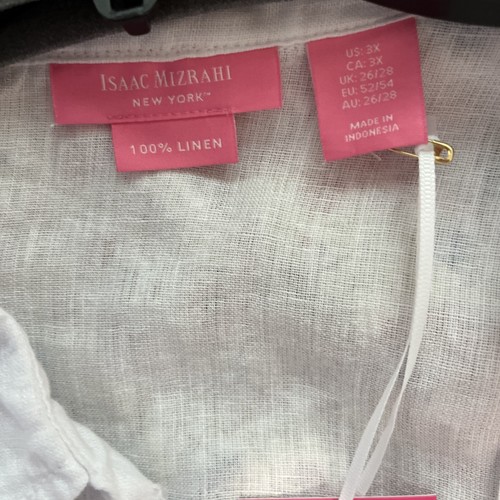 ISAAC MIZRAHI
NEW YORK™
100% LINEN
US: 3X
CA: 3X
UK: 26/28
EU: 52/54
AU: 26/28
MADE IN
INDONESIA